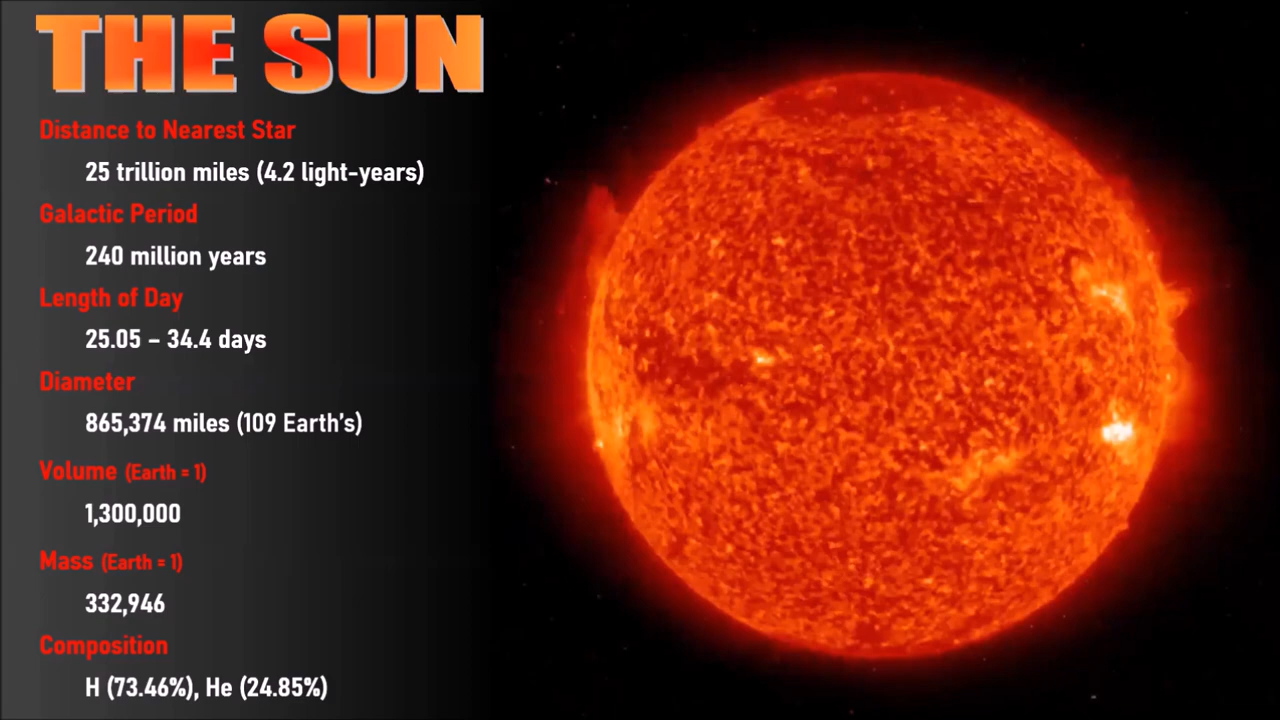 THE SUN
Distance to Nearest Star
25 trillion miles (4.2 light-years)
Galactic Period
240 million years
Length of Day
25.05 – 34.4 days
Diameter
865,374 miles (109 Earth's)
Volume (Earth = 1)
1,300,000
Mass (Earth = 1)
332,946
Composition
H (73.46%), He (24.85%)